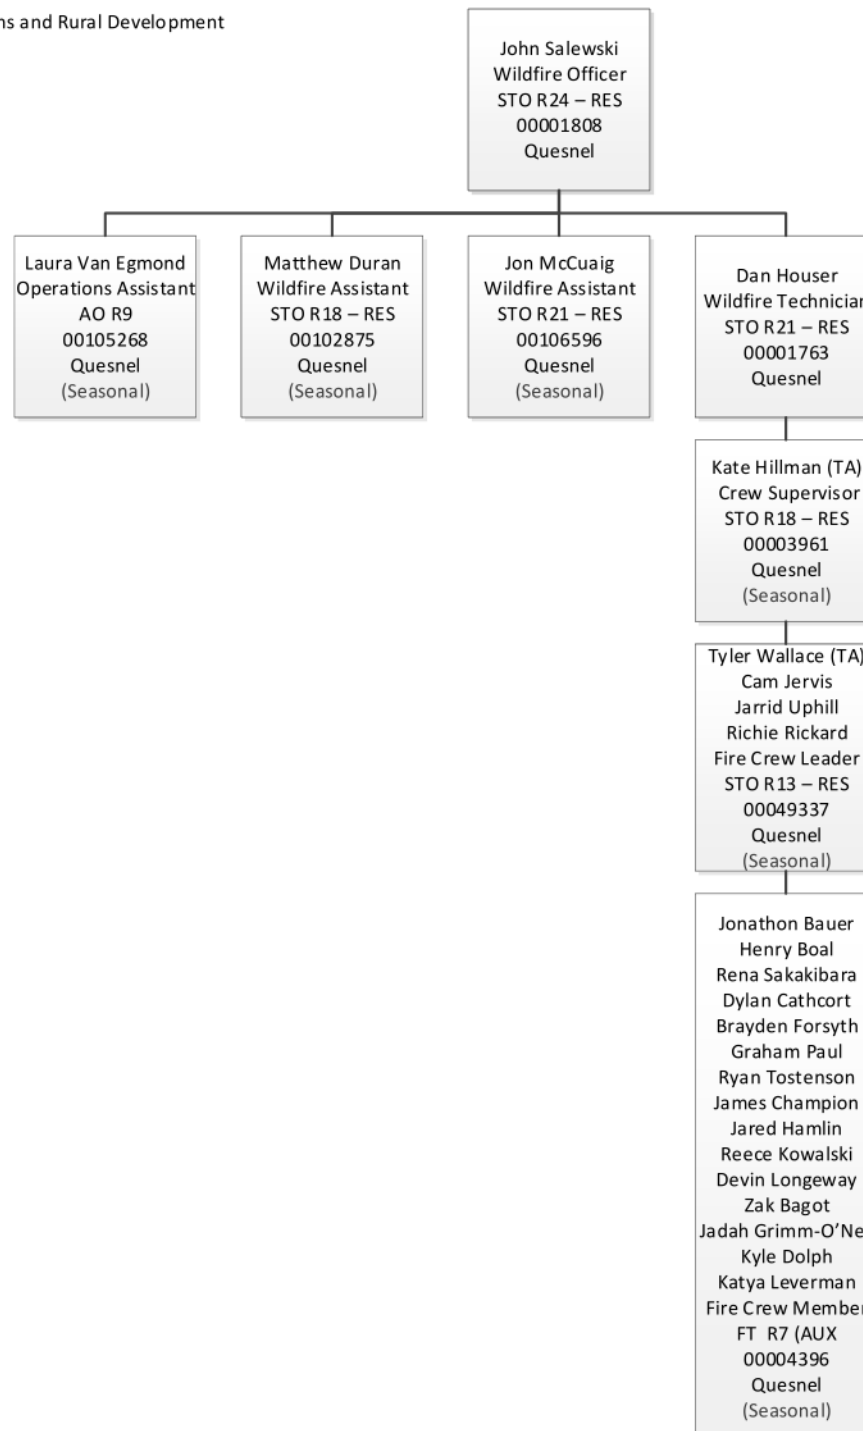 ns and Rural Development
John Salewski
Wildfire Officer
STO R24 – RES
00001808
Quesnel
Laura Van Egmond
Operations Assistant
AO R9
00105268
Quesnel
(Seasonal)
Matthew Duran
Wildfire Assistant
STO R18 – RES
00102875
Quesnel
(Seasonal)
Jon McCuaig
Wildfire Assistant
STO R21 – RES
00106596
Quesnel
(Seasonal)
Dan Houser
Wildfire Technician
STO R21 – RES
00001763
Quesnel
Kate Hillman (TA)
Crew Supervisor
STO R18 – RES
00003961
Quesnel
(Seasonal)
Tyler Wallace (TA)
Cam Jervis
Jarrid Uphill
Richie Rickard
Fire Crew Leader
STO R13 – RES
00049337
Quesnel
(Seasonal)
Jonathon Bauer
Henry Boal
Rena Sakakibara
Dylan Cathcort
Brayden Forsyth
Graham Paul
Ryan Tostenson
James Champion
Jared Hamlin
Reece Kowalski
Devin Longeway
Zak Bagot
Jadah Grimm-O’Ne
Kyle Dolph
Katya Leverman
Fire Crew Member
FT R7 (AUX
00004396
Quesnel
(Seasonal)